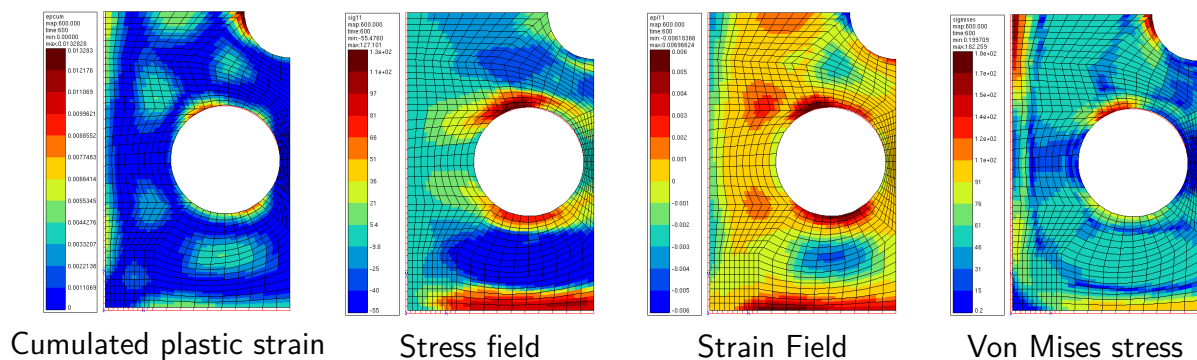 epcum
map:600.000
time:600
min:0.00000
max:0.0132828
0.013283
0.012176
0.011069
0.0099621
0.0088552
0.0077483
0.0066414
0.0055345
0.0044276
0.0033207
0.0022138
0.0011069
0
Cumulated plastic strain
sig11
map:600.000
time:600
min:-55.4760
max:127.101
1.3e+02
1.1e+02
96
81
66
51
36
21
5.4
-9.8
-25
-40
-55
Stress field
epl11
map:600.000
time:600
min:-0.00618386
max:0.00696624
0.006
0.005
0.004
0.003
0.002
0.001
0
-0.001
-0.002
-0.003
-0.004
-0.005
-0.006
Strain Field
sigmises
map:600.000
time:600
min:0.199709
max:182.259
1.8e+02
1.7e+02
1.5e+02
1.4e+02
1.2e+02
1.1e+02
91
76
61
46
31
15
0.2
Von Mises stress